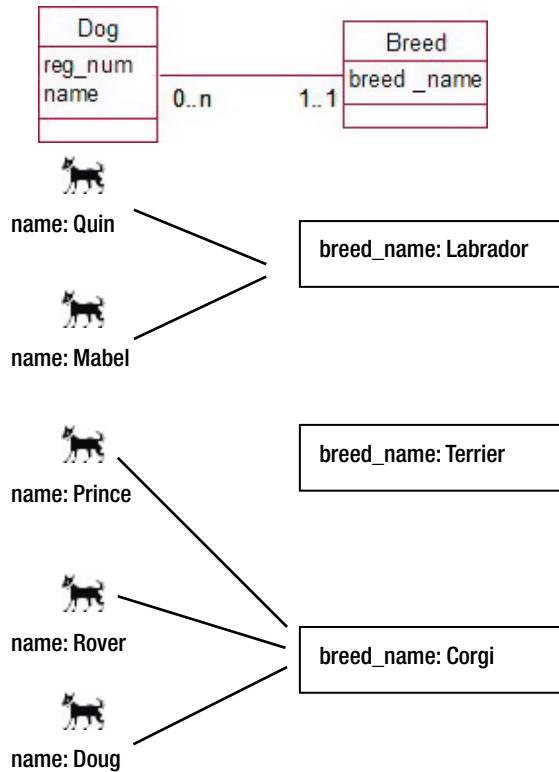 Dog
reg_num
name
0..n
1..1
Breed
breed _name
name: Quin
breed_name: Labrador
name: Mabel
breed_name: Terrier
name: Prince
name: Rover
breed_name: Corgi
name: Doug